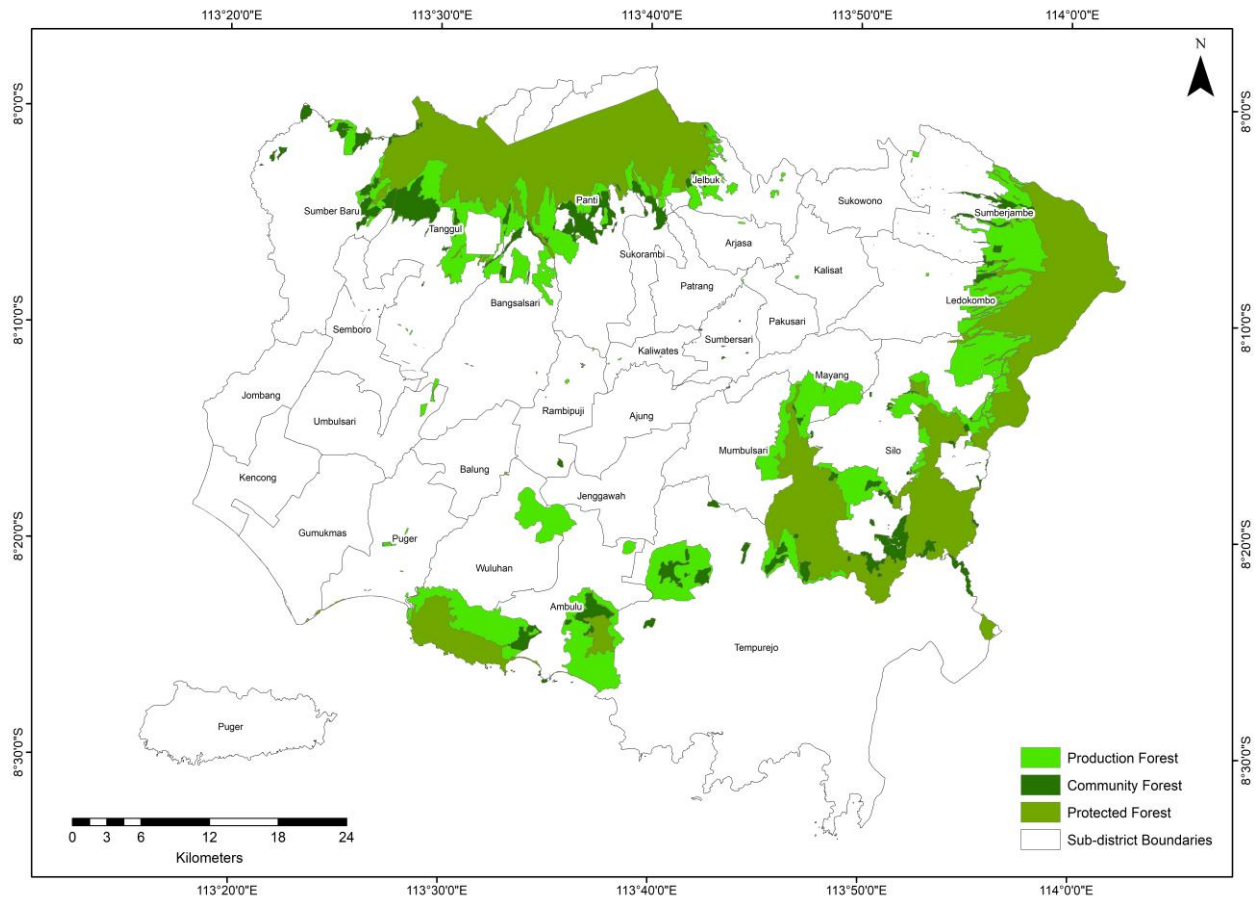 113°20'0"E
113°30'0"E
113°40'0"E
113°50'0"E
114°0'0"E
N
8°0'0"S
8°0'0"S
Jelbuk
Panti
Sukowono
Sumberjambe
Sumber Baru
Tanggul
Arjasa
Sukorambi
Kalisat
Patrang
Ledokombo
Bangsalsari
8°10'0"S
8°10'0"S
Semboro
Pakusari
Sumbersari
Kaliwates
Mayang
Jombang
Rambipuji
Ajung
Umbulsari
Mumbulsari
Silo
Balung
Kencong
Jenggawah
8°20'0"S
8°20'0"S
Gumukmas
Puger
Wuluhan
Ambulu
Tempurejo
Puger
8°30'0"S
8°30'0"S
Production Forest
Community Forest
Protected Forest
Sub-district Boundaries
0 3 6 12 18 24
Kilometers
113°20'0"E
113°30'0"E
113°40'0"E
113°50'0"E
114°0'0"E